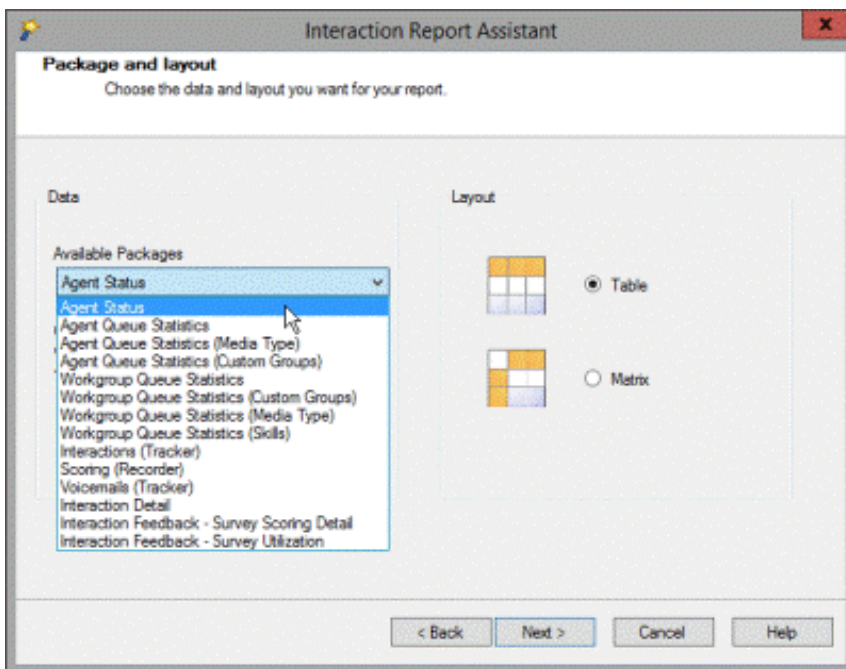 Interaction Report Assistant
x
Package and layout
Choose the data and layout you want for your report.
Data
Available Packages
Agent Status
Agent Status
Agent Queue Statistics
Agent Queue Statistics (Media Type)
Agent Queue Statistics (Custom Groups)
Workgroup Queue Statistics
Workgroup Queue Statistics (Custom Groups)
Workgroup Queue Statistics (Media Type)
Workgroup Queue Statistics (Skills)
Interactions (Tracker)
Scoring (Recorder)
Voicemails (Tracker)
Interaction Detail
Interaction Feedback - Survey Scoring Detail
Interaction Feedback - Survey Utilization
Layout
Table
Matrix
< Back
Next >
Cancel
Help